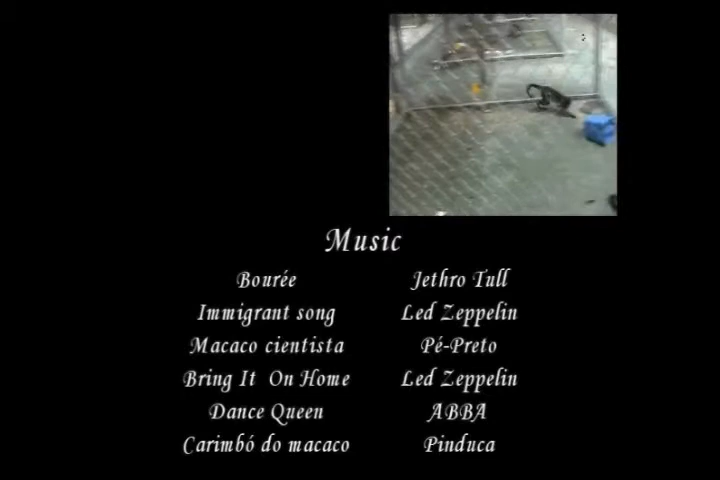 Music
Bourée Jethro Tull
Immigrant song Led Zeppelin
Macaco cientista Pé-Preto
Bring It On Home Led Zeppelin
Dance Queen ABBA
Carimbó do macaco Pinduca